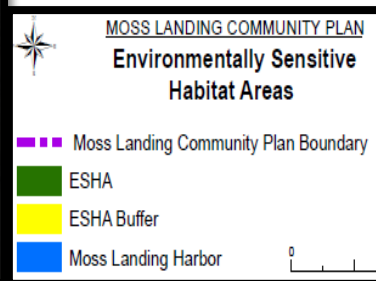 MOSS LANDING COMMUNITY PLAN
Environmentally Sensitive
Habitat Areas
Moss Landing Community Plan Boundary
ESHA
ESHA Buffer
Moss Landing Harbor
0